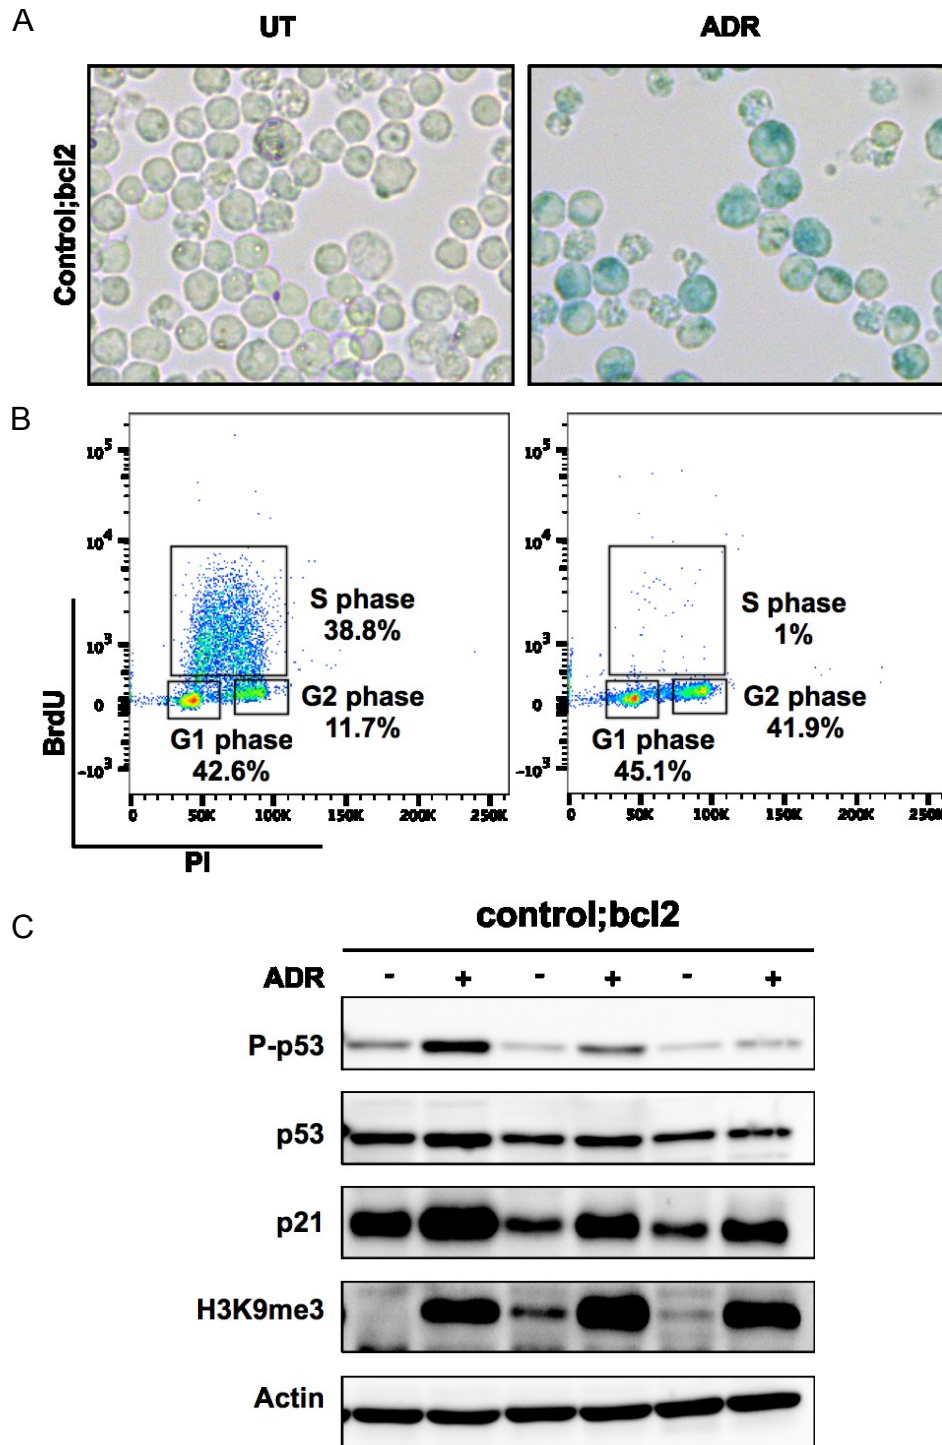 A
UT
ADR
Control;bcl2
B
10^5
10^4
10^3
0
-10^3
0
50K
100K
150K
200K
250K
S phase
38.8%
G2 phase
11.7%
G1 phase
42.6%
BrdU
PI
10^5
10^4
10^3
0
-10^3
0
50K
100K
150K
200K
250K
S phase
1%
G2 phase
41.9%
G1 phase
45.1%
C
control;bcl2
ADR - + - + - +
P-p53
p53
p21
H3K9me3
Actin